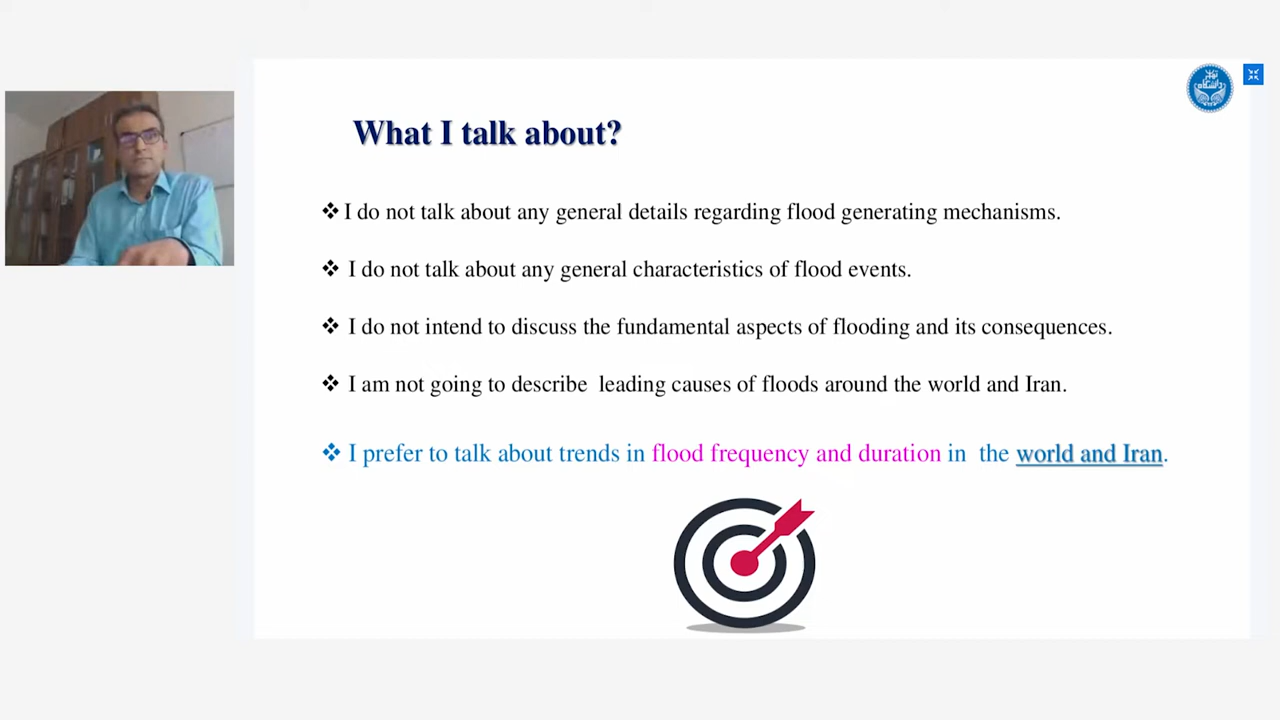 What I talk about?
❖ I do not talk about any general details regarding flood generating mechanisms.
❖ I do not talk about any general characteristics of flood events.
❖ I do not intend to discuss the fundamental aspects of flooding and its consequences.
❖ I am not going to describe  leading causes of floods around the world and Iran.
❖ I prefer to talk about trends in flood frequency and duration in  the world and Iran.